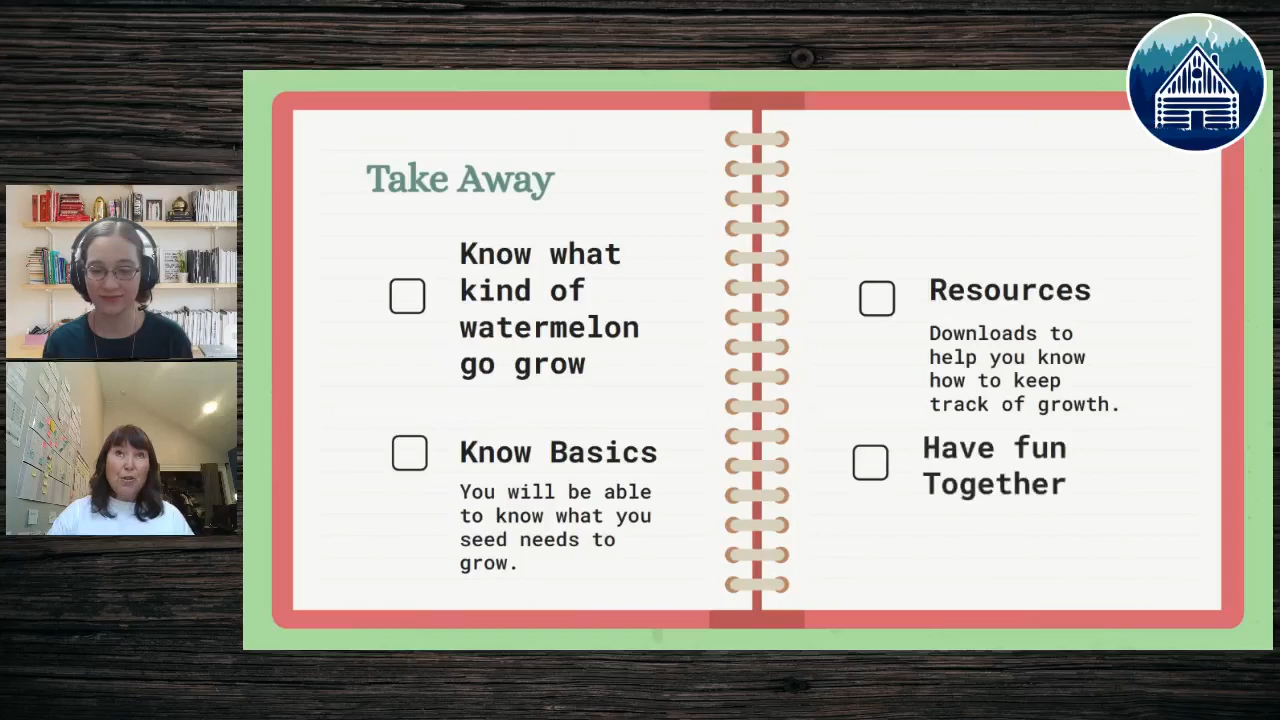 Take Away
Know what
kind of
watermelon
go grow
Know Basics
You will be able
to know what you
seed needs to
grow.
Resources
Downloads to
help you know
how to keep
track of growth.
Have fun
Together